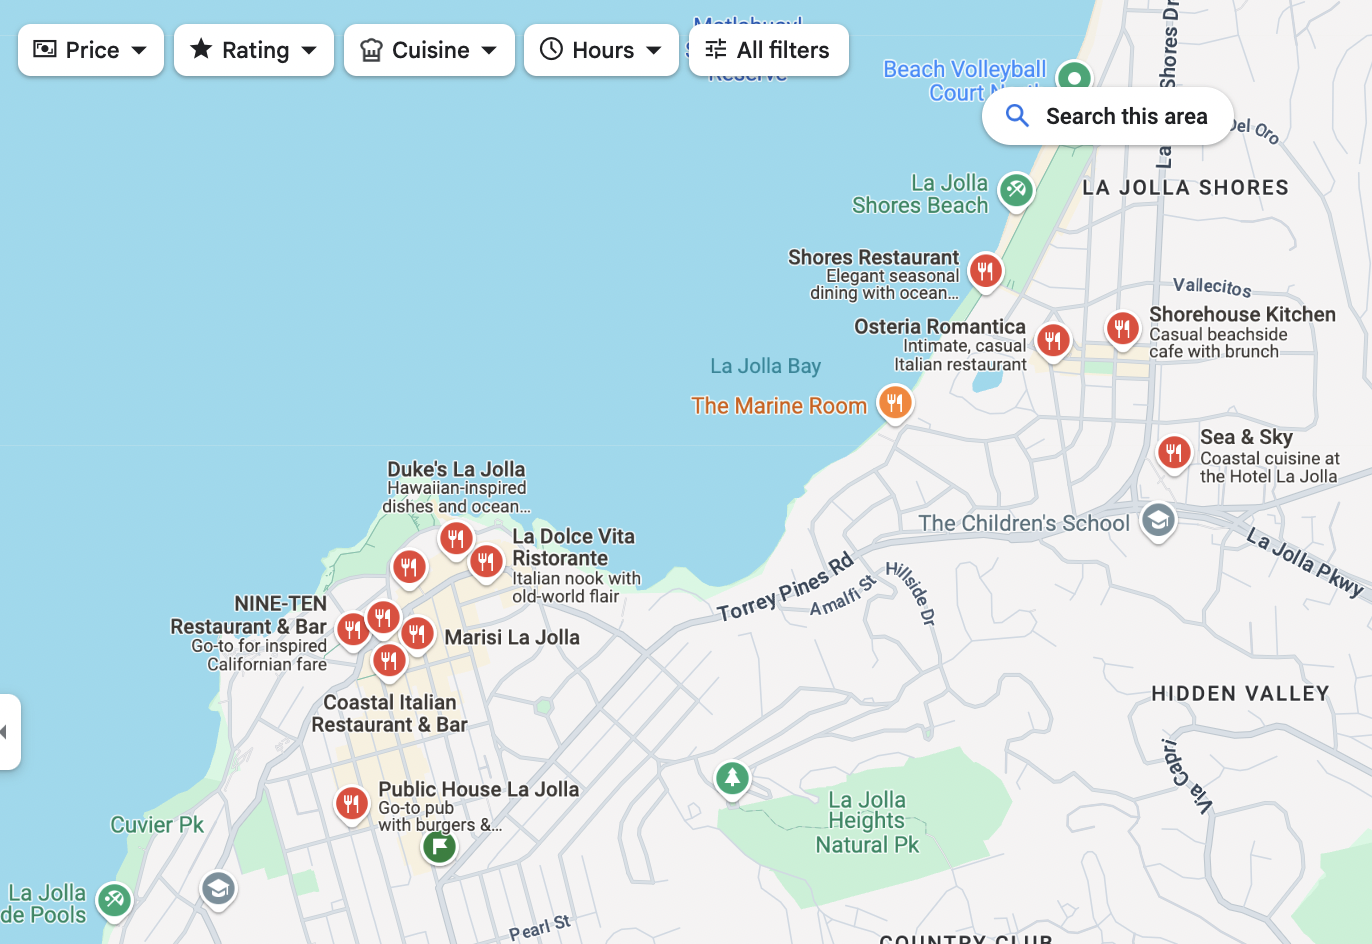 Price
Rating
Cuisine
Hours
All filters
Matlahuayl
Reserve
Beach Volleyball
Court North
Search this area
Shores Dr
La
Del Oro
LA JOLLA SHORES
La Jolla
Shores Beach
Shores Restaurant
Elegant seasonal
dining with ocean...
Vallecitos
Osteria Romantica
Intimate, casual
Italian restaurant
Shorehouse Kitchen
Casual beachside
cafe with brunch
La Jolla Bay
The Marine Room
Sea & Sky
Coastal cuisine at
the Hotel La Jolla
Duke's La Jolla
Hawaiian-inspired
dishes and ocean...
The Children's School
La Jolla Pkwy
La Dolce Vita
Ristorante
Italian nook with
old-world flair
Torrey Pines Rd
Amalfi St
Hillside Dr
NINE-TEN
Restaurant & Bar
Go-to for inspired
Californian fare
Marisi La Jolla
Coastal Italian
Restaurant & Bar
HIDDEN VALLEY
Via Capri
Public House La Jolla
Go-to pub
with burgers &...
La Jolla
Heights
Natural Pk
Cuvier Pk
La Jolla
de Pools
Pearl St
COUNTRY CLUB